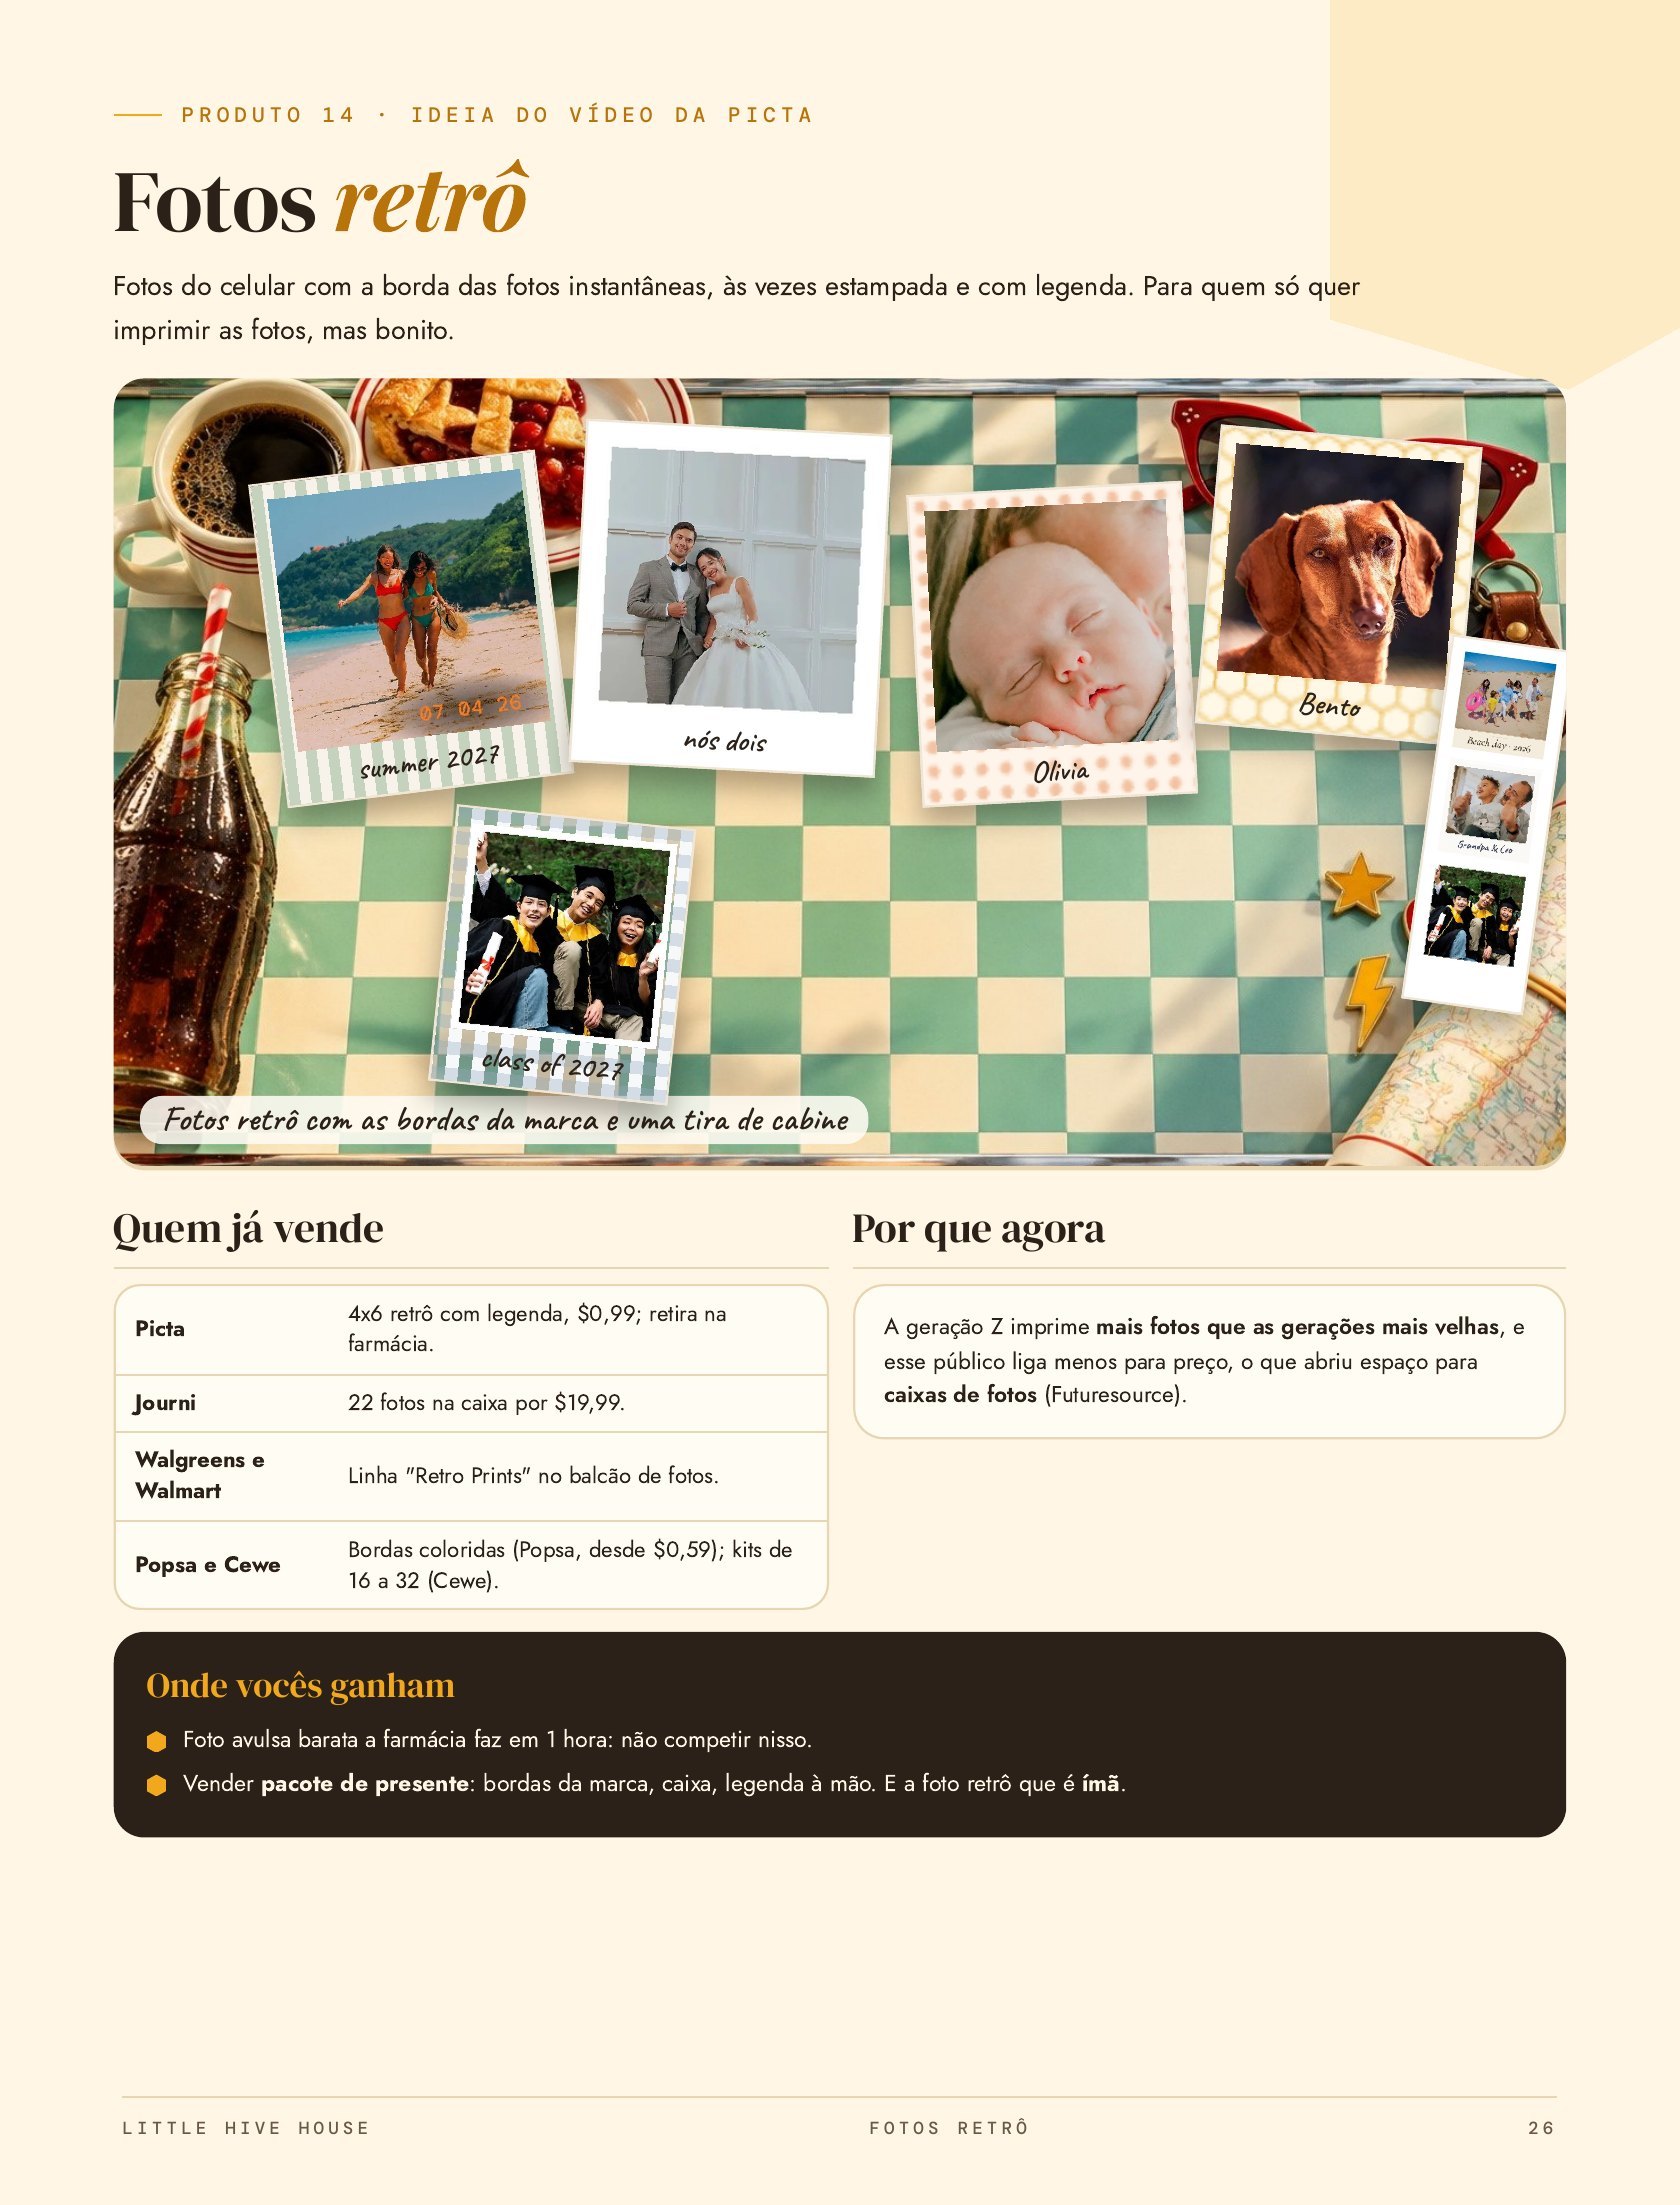 PRODUTO 14 · IDEIA DO VÍDEO DA PICTA
Fotos retrô
Fotos do celular com a borda das fotos instantâneas, às vezes estampada e com legenda. Para quem só quer
imprimir as fotos, mas bonito.
07 04 26
summer 2027
nós dois
Olivia
Bento
Beach day · 2026
Grandpa & Leo
class of 2027
Fotos retrô com as bordas da marca e uma tira de cabine
Quem já vende
Picta
4x6 retrô com legenda, $0,99; retira na
farmácia.
Journi
22 fotos na caixa por $19,99.
Walgreens e
Walmart
Linha "Retro Prints" no balcão de fotos.
Popsa e Cewe
Bordas coloridas (Popsa, desde $0,59); kits de
16 a 32 (Cewe).
Por que agora
A geração Z imprime mais fotos que as gerações mais velhas, e
esse público liga menos para preço, o que abriu espaço para
caixas de fotos (Futuresource).
Onde vocês ganham
Foto avulsa barata a farmácia faz em 1 hora: não competir nisso.
Vender pacote de presente: bordas da marca, caixa, legenda à mão. E a foto retrô que é ímã.
LITTLE HIVE HOUSE
FOTOS RETRÔ
26